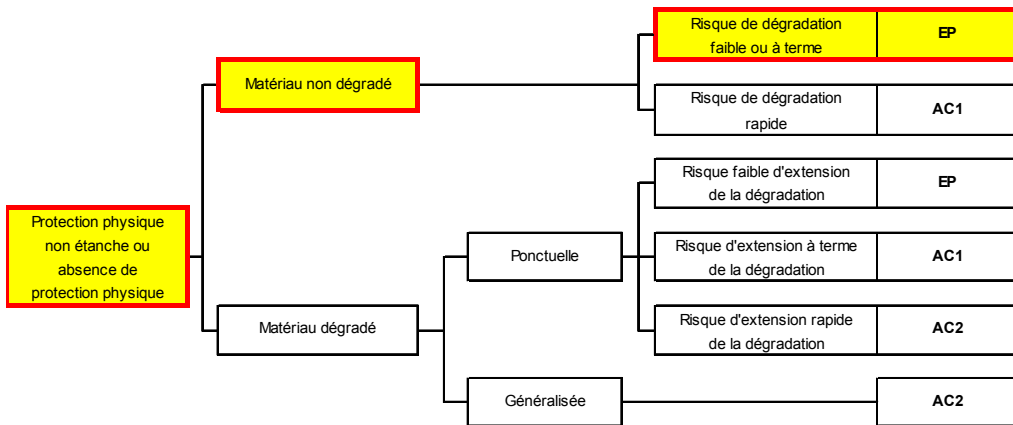 Risque de dégradation
faible ou à terme
EP
Matériau non dégradé
Risque de dégradation
rapide
AC1
Risque faible d'extension
de la dégradation
EP
Protection physique
non étanche ou
absence de
protection physique
Ponctuelle
Risque d'extension à terme
de la dégradation
AC1
Matériau dégradé
Risque d'extension rapide
de la dégradation
AC2
Généralisée
AC2